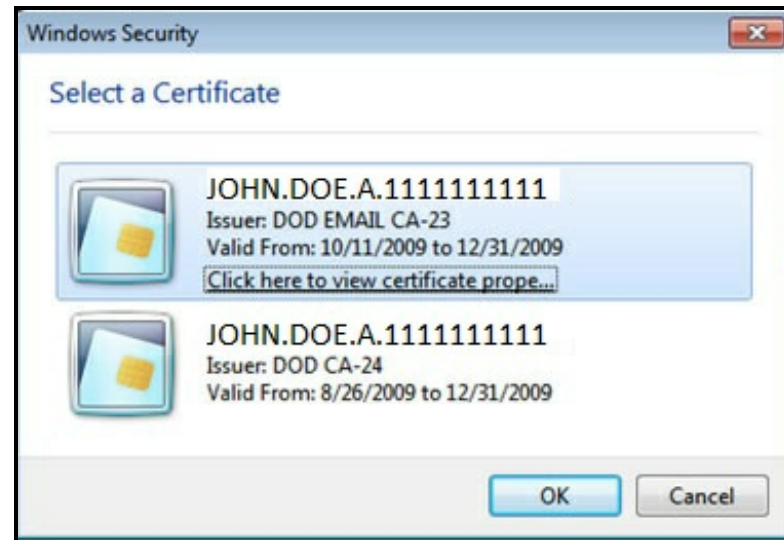 Windows Security
Select a Certificate
JOHN.DOE.A.1111111111
Issuer: DOD EMAIL CA-23
Valid From: 10/11/2009 to 12/31/2009
Click here to view certificate prope...
JOHN.DOE.A.1111111111
Issuer: DOD CA-24
Valid From: 8/26/2009 to 12/31/2009
OK Cancel